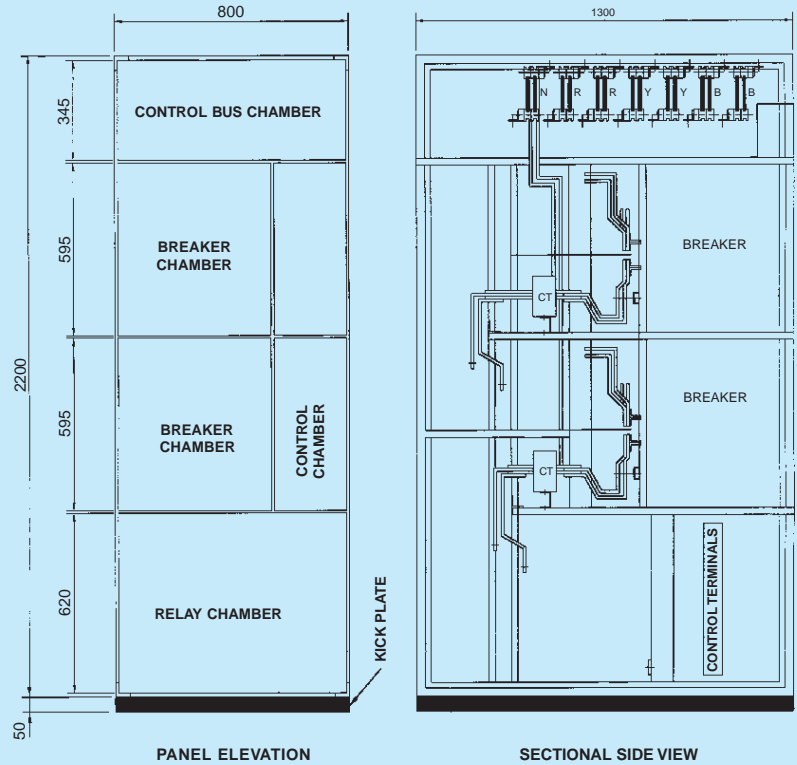 800
345
CONTROL BUS CHAMBER
595
BREAKER
CHAMBER
2200
595
BREAKER
CHAMBER
CONTROL
CHAMBER
620
RELAY CHAMBER
KICK PLATE
50
PANEL ELEVATION
1300
N R R Y Y B B
BREAKER
CT
BREAKER
CT
CONTROL TERMINALS
SECTIONAL SIDE VIEW